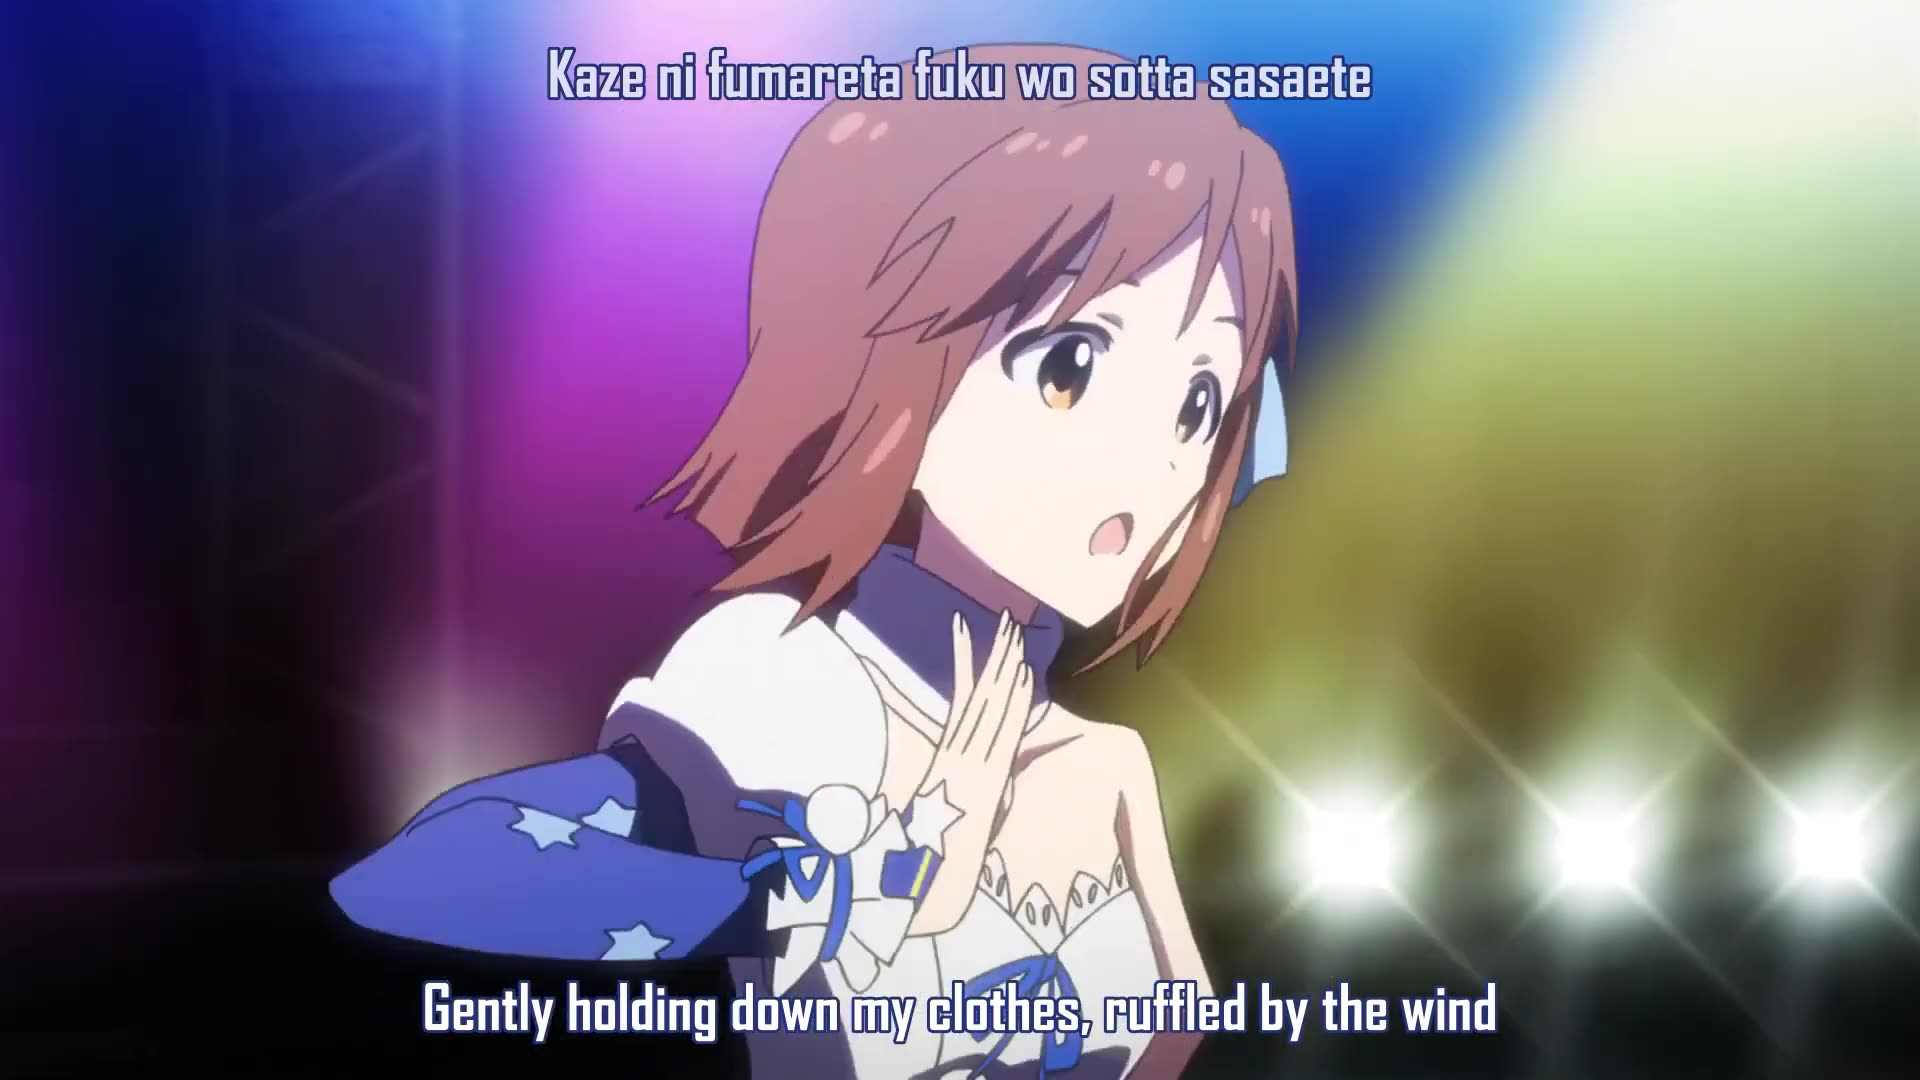 Kaze ni fumareta fuku wo sotta sasaete
Gently holding down my clothes, ruffled by the wind